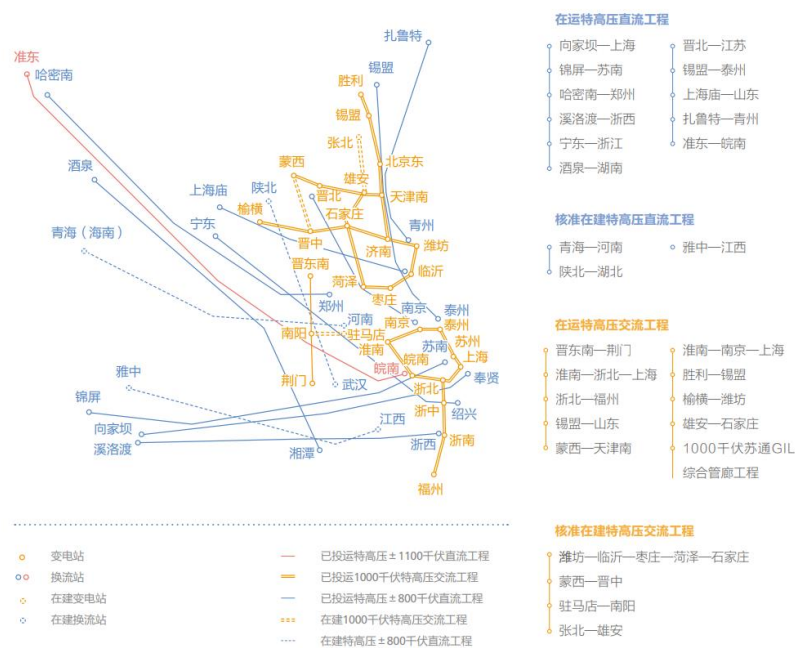 扎鲁特
准东
锡盟
哈密南
胜利
锡盟
张北
蒙西
北京东
酒泉
雄安
上海庙
陕北
晋北
天津南
榆横
石家庄
宁东
青州
青海（海南）
晋中
济南
潍坊
晋东南
临沂
菏泽
枣庄
郑州
南京
泰州
河南
南京
泰州
南阳
驻马店
淮南
苏南
苏州
皖南
上海
雅中
皖南
荆门
武汉
浙北
奉贤
锦屏
浙中
绍兴
江西
向家坝
溪洛渡
浙西
浙南
湘潭
福州
变电站
换流站
在建变电站
在建换流站
已投运特高压±1100千伏直流工程
已投运1000千伏特高压交流工程
已投运特高压±800千伏直流工程
在建1000千伏特高压交流工程
在建特高压±800千伏直流工程
在运特高压直流工程
向家坝—上海
锦屏—苏南
哈密南—郑州
溪洛渡—浙西
宁东—浙江
酒泉—湖南
晋北—江苏
锡盟—泰州
上海庙—山东
扎鲁特—青州
准东—皖南
核准在建特高压直流工程
青海—河南
陕北—湖北
雅中—江西
在运特高压交流工程
晋东南—荆门
淮南—浙北—上海
浙北—福州
锡盟—山东
蒙西—天津南
淮南—南京—上海
胜利—锡盟
榆横—潍坊
雄安—石家庄
1000千伏苏通GIL
综合管廊工程
核准在建特高压交流工程
潍坊—临沂—枣庄—菏泽—石家庄
蒙西—晋中
驻马店—南阳
张北—雄安